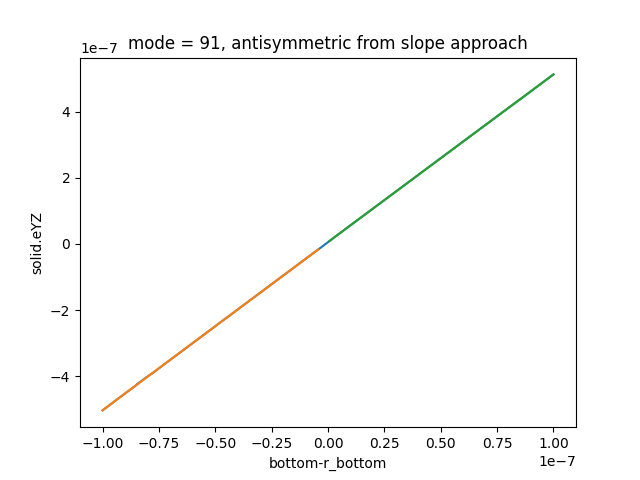 mode = 91, antisymmetric from slope approach
1e−7
4
2
0
−2
−4
solid.eYZ
−1.00 −0.75 −0.50 −0.25 0.00 0.25 0.50 0.75 1.00
1e−7
bottom-r_bottom